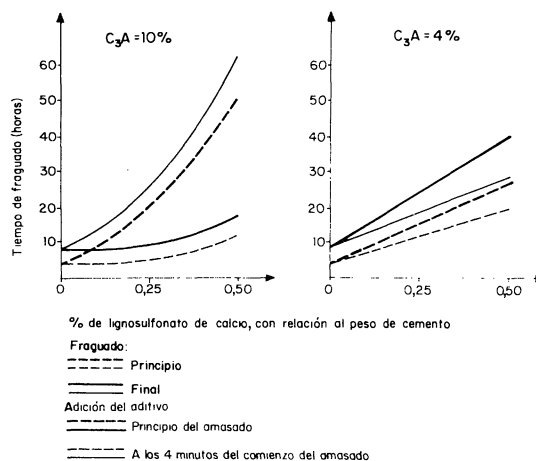 C₃A = 10%
C₃A = 4%
Tiempo de fraguado (horas)
60
50
40
30
20
10
0
0,25
0,50
60
50
40
30
20
10
0
0,25
0,50
% de lignosulfonato de calcio, con relación al peso de cemento
Fraguado:
Principio
Final
Adición del aditivo
Principio del amasado
A los 4 minutos del comienzo del amasado